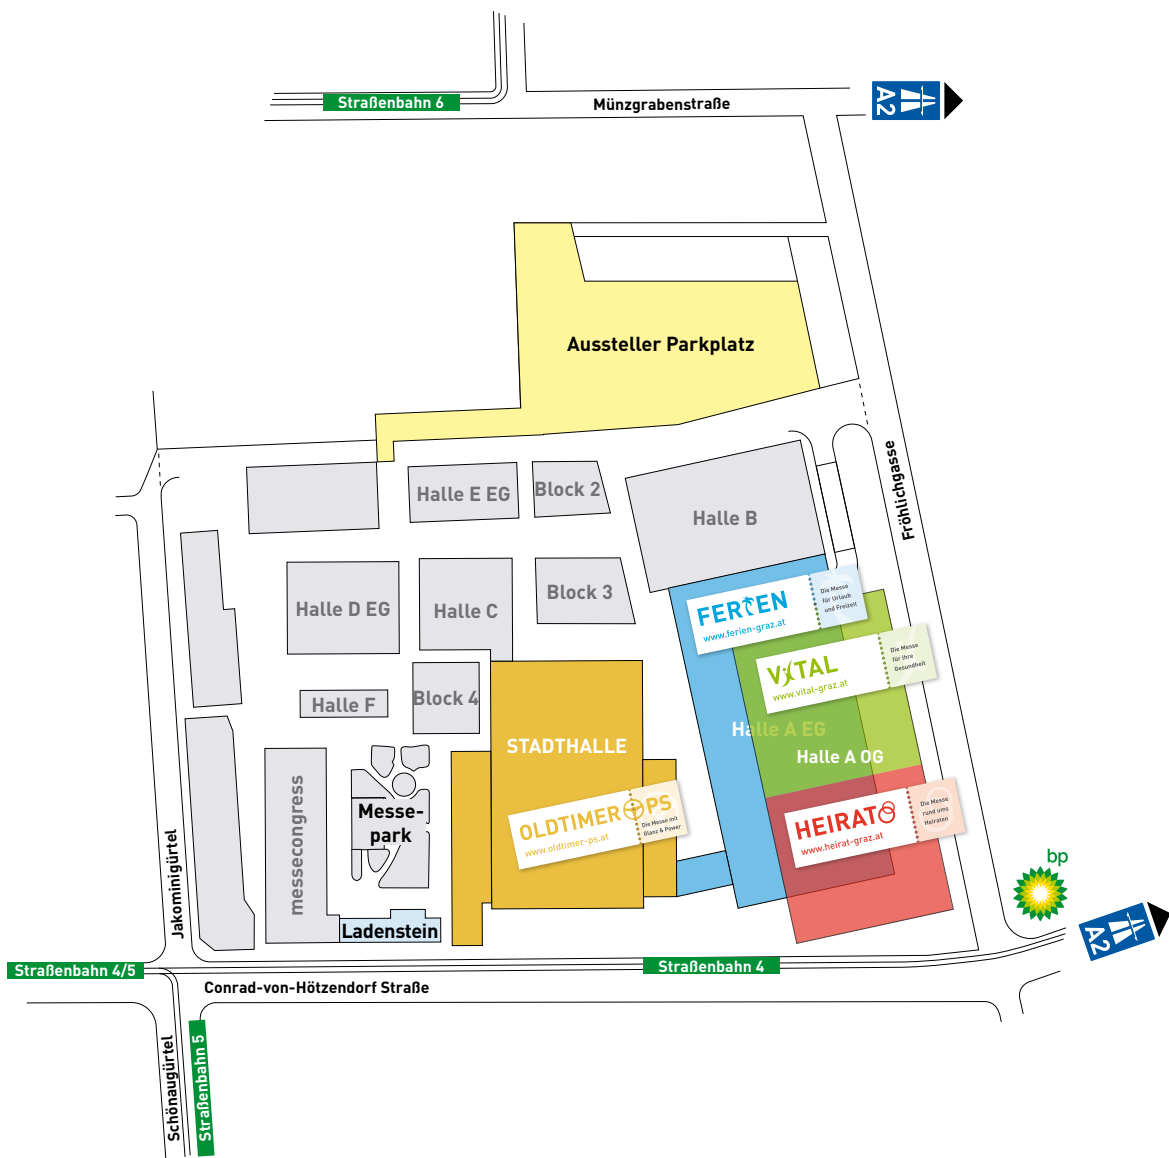 Straßenbahn 6
Münzgrabenstraße
A2
Aussteller Parkplatz
Fröhlichgasse
Halle E EG
Block 2
Halle B
Halle D EG
Halle C
Block 3
FERIEN
www.ferien-graz.at
Die Messe
für Urlaub
und Freizeit
VITAL
www.vital-graz.at
Die Messe
für Ihre
Gesundheit
Halle F
Block 4
STADTHALLE
Halle A EG
Halle A OG
messecongress
Messe-
park
OLDTIMER PS
www.oldtimer-ps.at
Die Messe mit
Glanz & Power
HEIRAT
www.heirat-graz.at
Die Messe
rund ums
Heiraten
Jakominigürtel
Ladenstein
bp
A2
Straßenbahn 4/5
Straßenbahn 4
Conrad-von-Hötzendorf Straße
Schönaugürtel
Straßenbahn 5